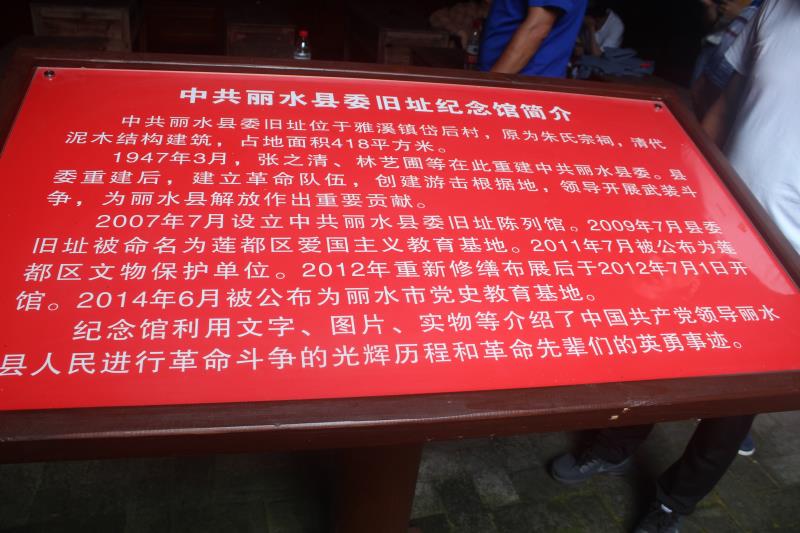 中共丽水县委旧址纪念馆简介
中共丽水县委旧址位于雅溪镇岱后村，原为朱氏宗祠，清代
泥木结构建筑，占地面积418平方米。
1947年3月，张之清、林艺圃等在此重建中共丽水县委。县
委重建后，建立革命队伍，创建游击根据地，领导开展武装斗
争，为丽水县解放作出重要贡献。
2007年7月设立中共丽水县委旧址陈列馆。2009年7月县委
旧址被命名为莲都区爱国主义教育基地。2011年7月被公布为莲
都区文物保护单位。2012年重新修缮布展后于2012年7月1日开
馆。2014年6月被公布为丽水市党史教育基地。
纪念馆利用文字、图片、实物等介绍了中国共产党领导丽水
县人民进行革命斗争的光辉历程和革命先辈们的英勇事迹。